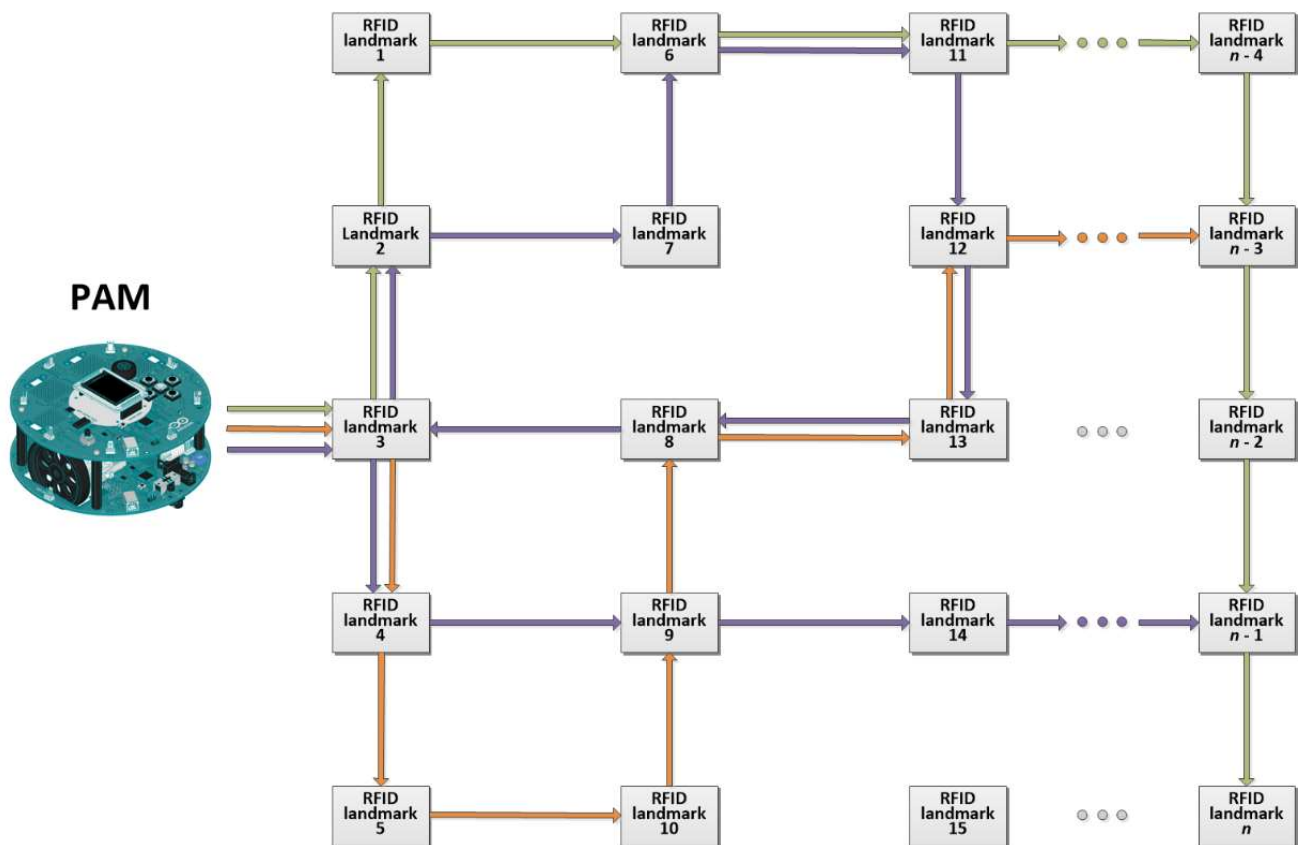 RFID
landmark
1
RFID
landmark
6
RFID
landmark
11
RFID
landmark
n - 4
RFID
Landmark
2
RFID
landmark
7
RFID
landmark
12
RFID
landmark
n - 3
PAM
RFID
landmark
3
RFID
landmark
8
RFID
landmark
13
RFID
landmark
n - 2
RFID
landmark
4
RFID
landmark
9
RFID
landmark
14
RFID
landmark
n - 1
RFID
landmark
5
RFID
landmark
10
RFID
landmark
15
RFID
landmark
n